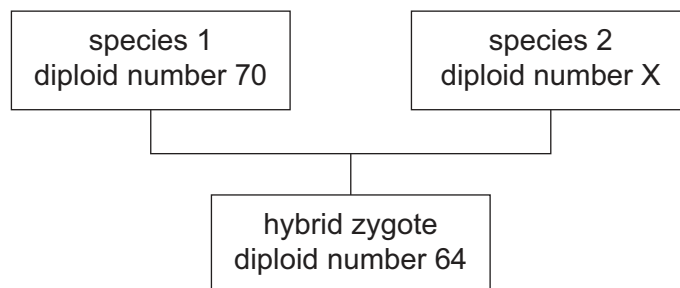 species 1
diploid number 70
species 2
diploid number X
hybrid zygote
diploid number 64